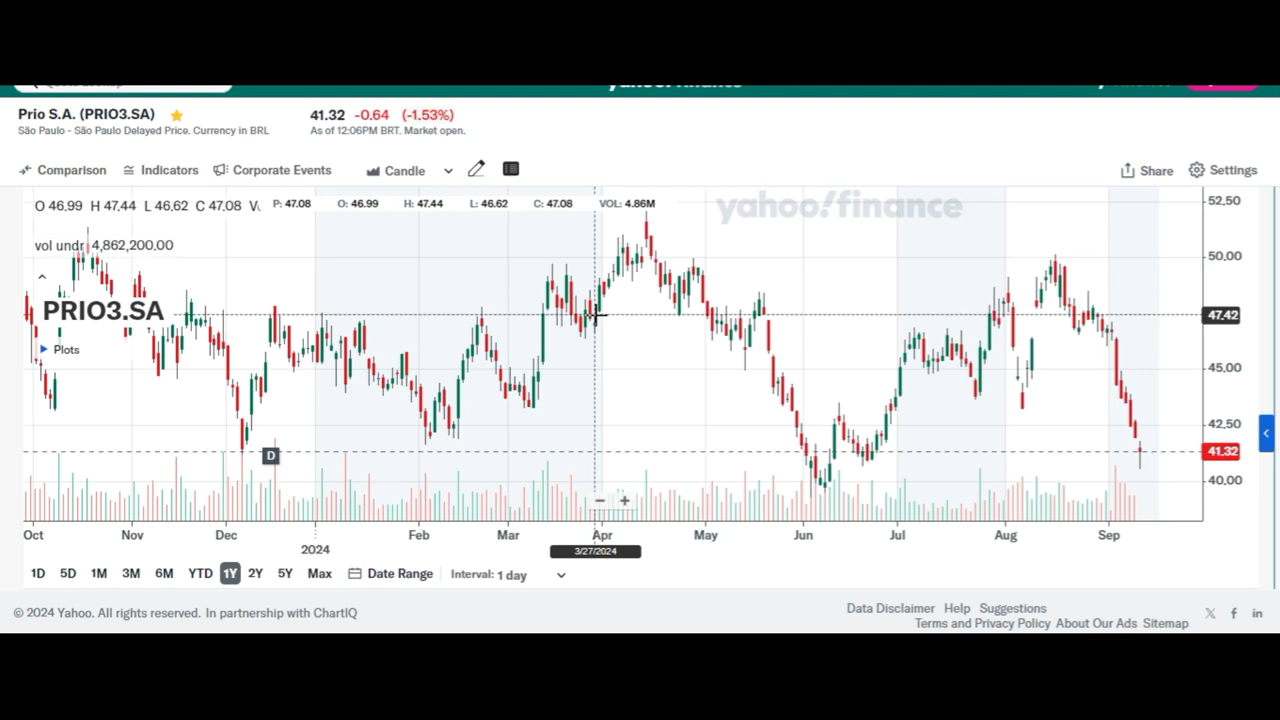 Prio S.A. (PRIO3.SA)
41.32 -0.64 (-1.53%)
São Paulo - São Paulo Delayed Price. Currency in BRL
As of 12:06PM BRT. Market open.
Comparison Indicators Corporate Events Candle Share Settings
O 46.99 H 47.44 L 46.62 C 47.08 P: 47.08 O: 46.99 H: 47.44 L: 46.62 C: 47.08 VOL: 4.86M
yahoo!finance
52.50
vol undr 4,862,200.00
50.00
PRIO3.SA
47.42
Plots
45.00
42.50
D
41.32
40.00
Oct Nov Dec 2024 Feb Mar Apr May Jun Jul Aug Sep
3/27/2024
1D 5D 1M 3M 6M YTD 1Y 2Y 5Y Max Date Range Interval: 1 day
© 2024 Yahoo. All rights reserved. In partnership with ChartIQ
Data Disclaimer Help Suggestions
Terms and Privacy Policy About Our Ads Sitemap